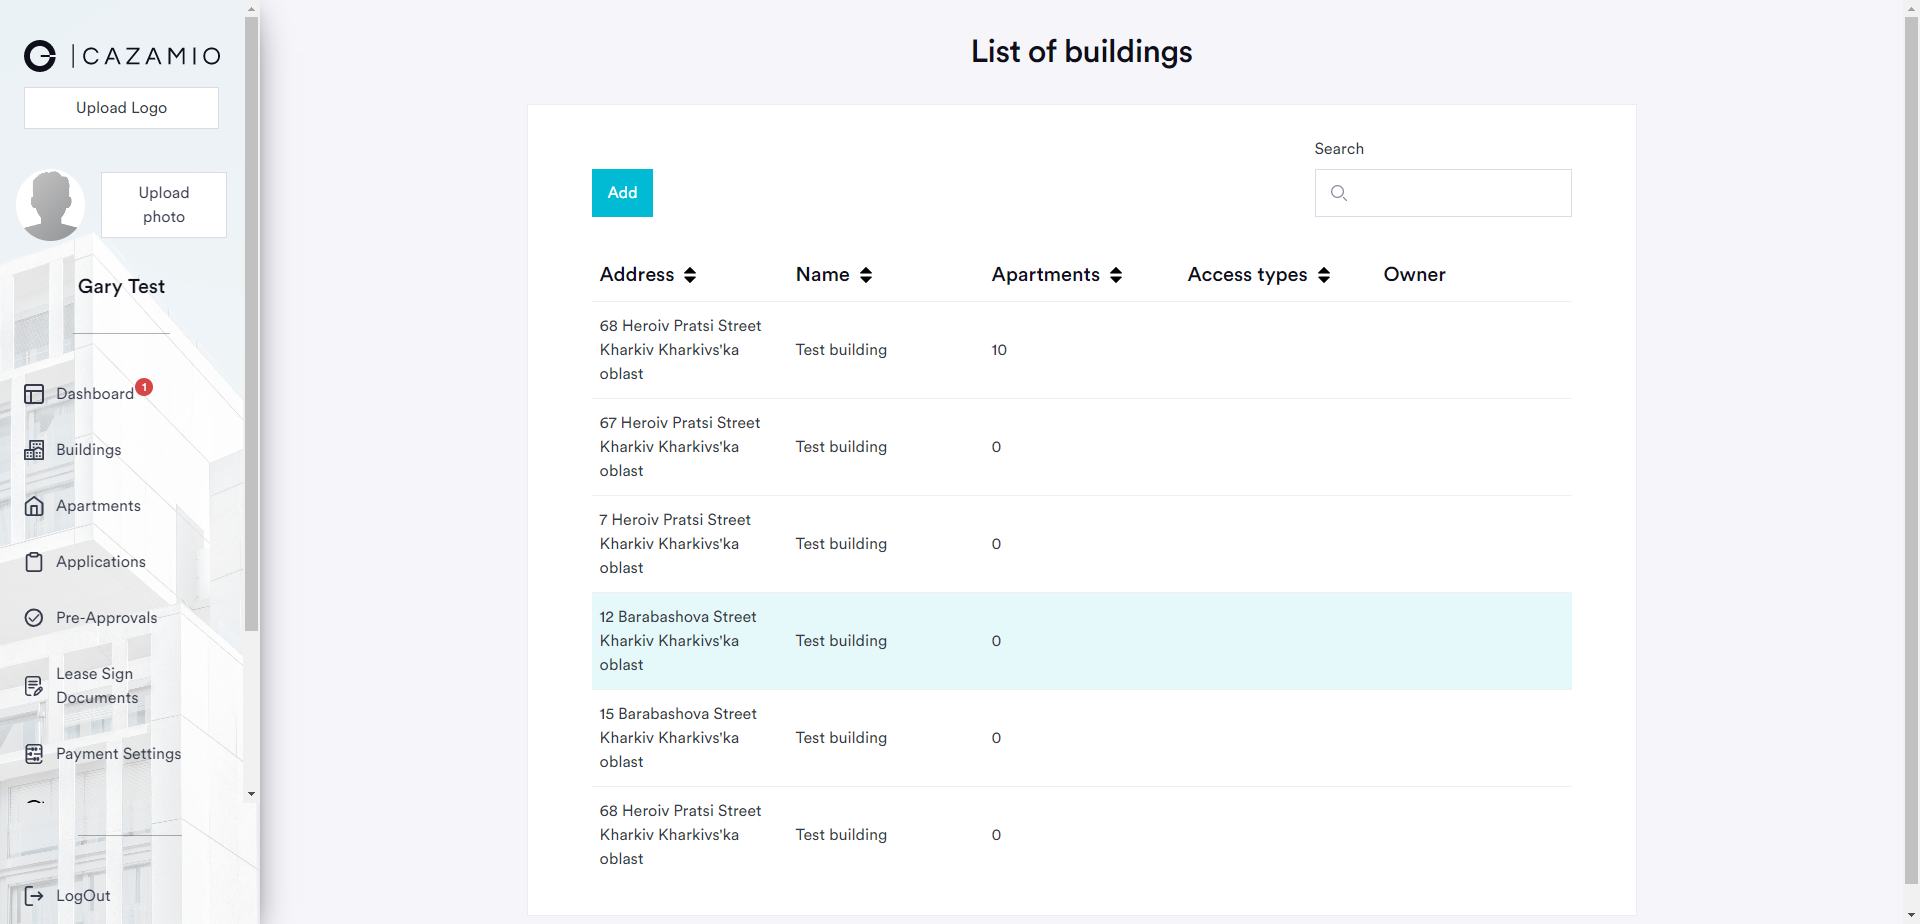 CAZAMIO
Upload Logo
Upload
photo
Gary Test
Dashboard 1
Buildings
Apartments
Applications
Pre-Approvals
Lease Sign
Documents
Payment Settings
LogOut
List of buildings
Search
Add
Address Name Apartments Access types Owner
68 Heroiv Pratsi Street
Kharkiv Kharkivs'ka
oblast
Test building
10
67 Heroiv Pratsi Street
Kharkiv Kharkivs'ka
oblast
Test building
0
7 Heroiv Pratsi Street
Kharkiv Kharkivs'ka
oblast
Test building
0
12 Barabashova Street
Kharkiv Kharkivs'ka
oblast
Test building
0
15 Barabashova Street
Kharkiv Kharkivs'ka
oblast
Test building
0
68 Heroiv Pratsi Street
Kharkiv Kharkivs'ka
oblast
Test building
0